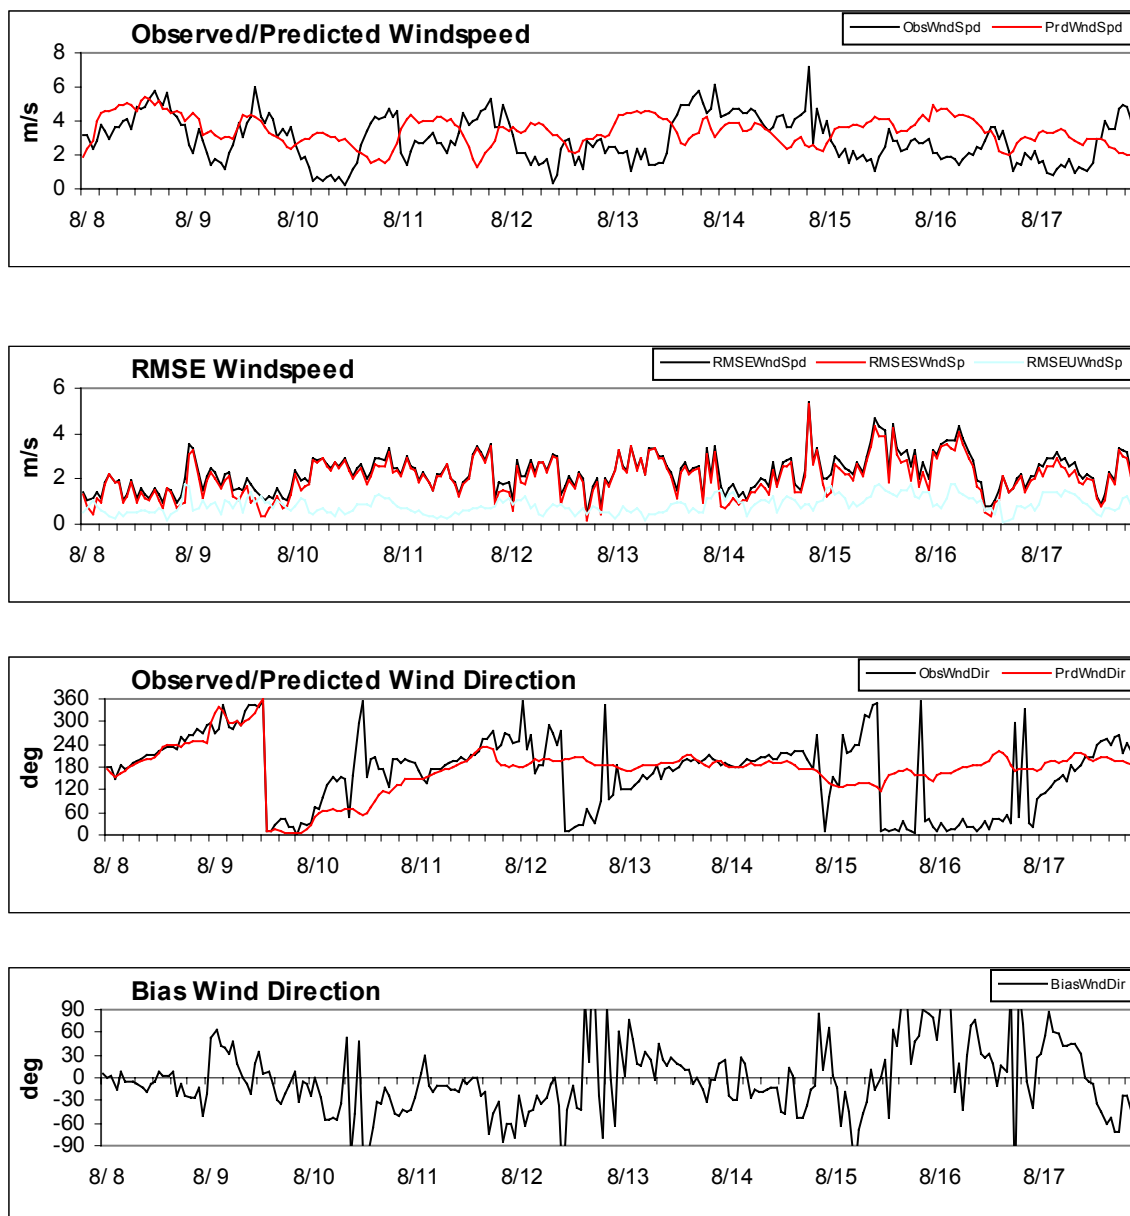 Observed/Predicted Windspeed
ObsWndSpd PrdWndSpd
8
6
4
2
0
m/s
8/ 8 8/ 9 8/10 8/11 8/12 8/13 8/14 8/15 8/16 8/17
RMSE Windspeed
RMSEWndSpd RMSESWndSp RMSEUWndSp
6
4
2
0
m/s
8/ 8 8/ 9 8/10 8/11 8/12 8/13 8/14 8/15 8/16 8/17
Observed/Predicted Wind Direction
ObsWndDir PrdWndDir
360
300
240
180
120
60
0
deg
8/ 8 8/ 9 8/10 8/11 8/12 8/13 8/14 8/15 8/16 8/17
Bias Wind Direction
BiasWndDir
90
60
30
0
-30
-60
-90
deg
8/ 8 8/ 9 8/10 8/11 8/12 8/13 8/14 8/15 8/16 8/17